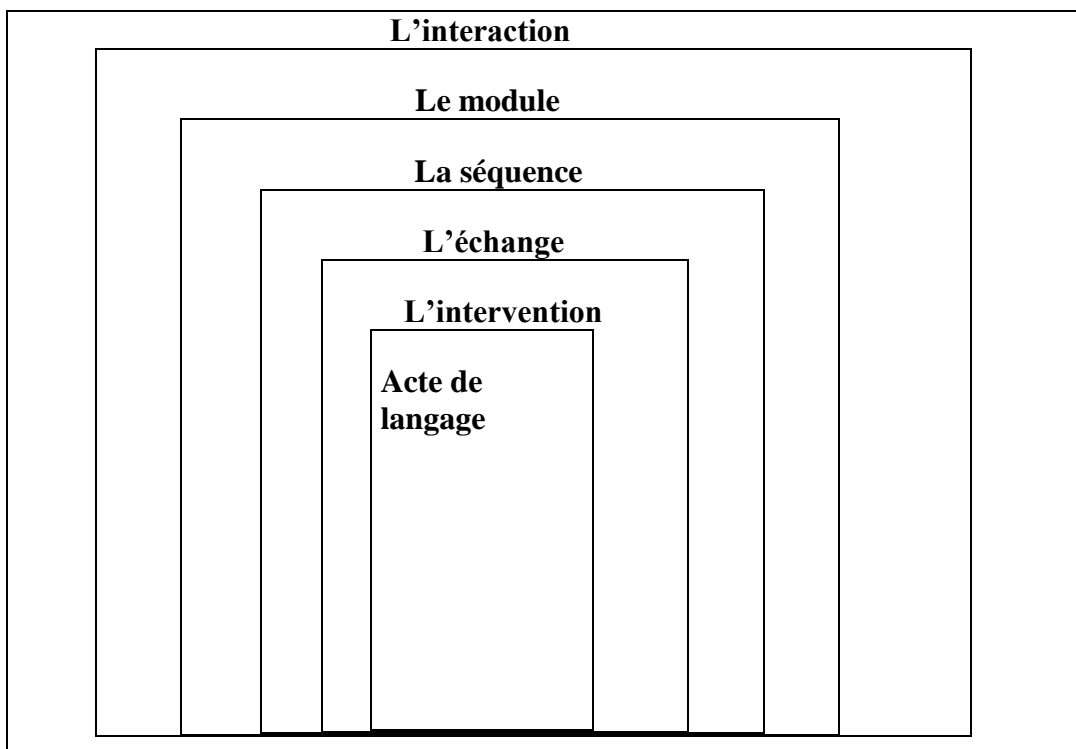 L’interaction
Le module
La séquence
L’échange
L’intervention
Acte de
langage